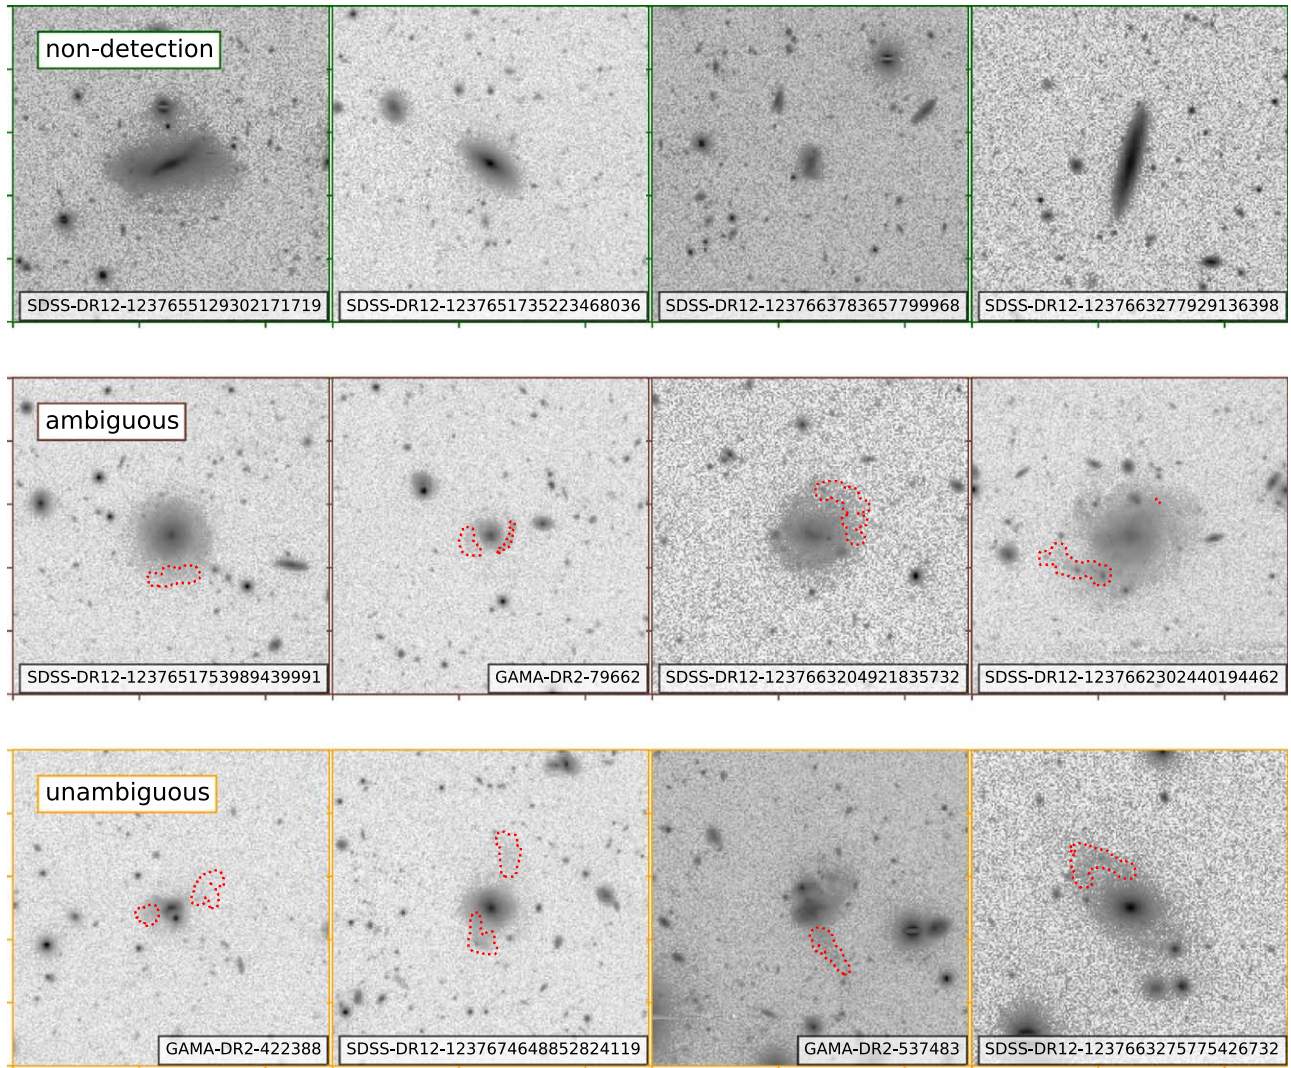 non-detection
SDSS-DR12-1237655129302171719
SDSS-DR12-1237651735223468036
SDSS-DR12-1237663783657799968
SDSS-DR12-1237663277929136398
ambiguous
SDSS-DR12-1237651753989439991
GAMA-DR2-79662
SDSS-DR12-1237663204921835732
SDSS-DR12-1237662302440194462
unambiguous
GAMA-DR2-422388
SDSS-DR12-1237674648852824119
GAMA-DR2-537483
SDSS-DR12-1237663275775426732